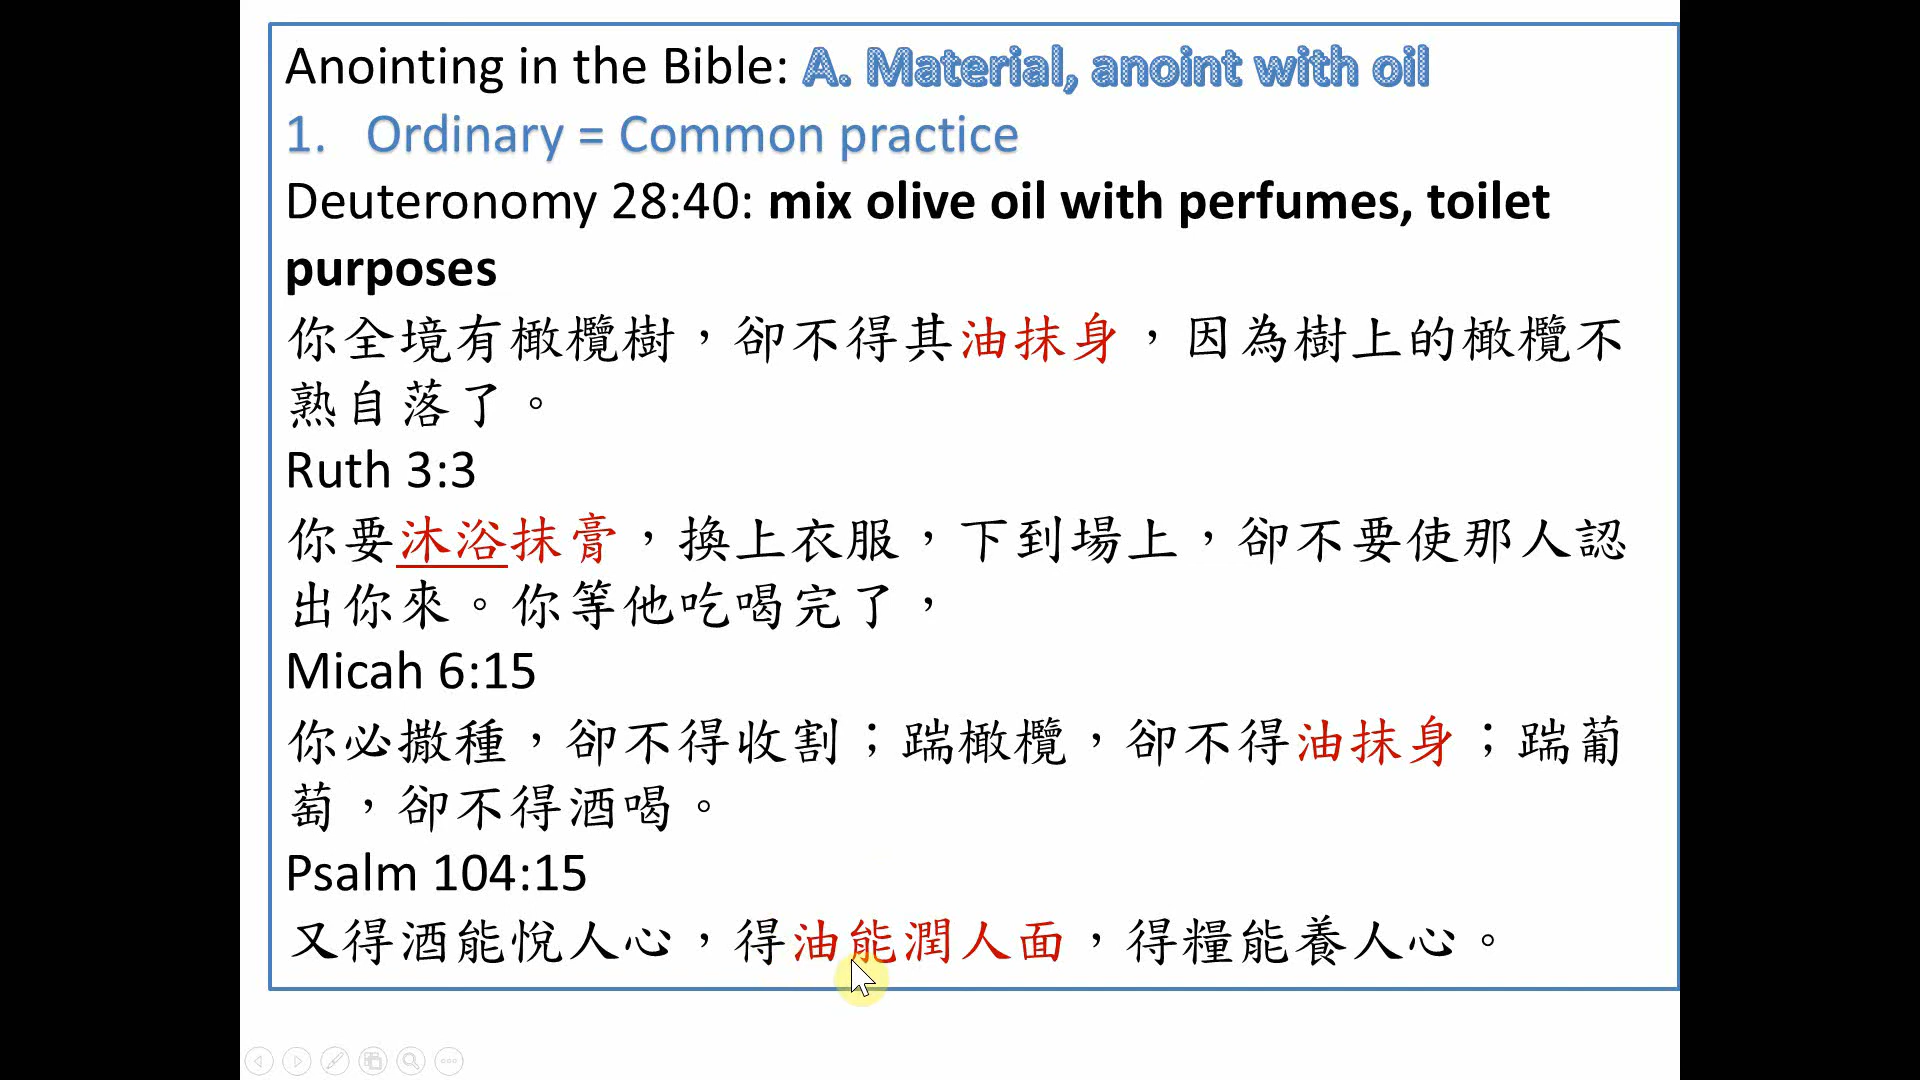 Anointing in the Bible: A. Material, anoint with oil
1. Ordinary = Common practice
Deuteronomy 28:40: mix olive oil with perfumes, toilet
purposes
你全境有橄欖樹，卻不得其油抹身，因為樹上的橄欖不
熟自落了。
Ruth 3:3
你要沐浴抹膏，換上衣服，下到場上，卻不要使那人認
出你來。你等他吃喝完了，
Micah 6:15
你必撒種，卻不得收割；踹橄欖，卻不得油抹身；踹葡
萄，卻不得酒喝。
Psalm 104:15
又得酒能悅人心，得油能潤人面，得糧能養人心。